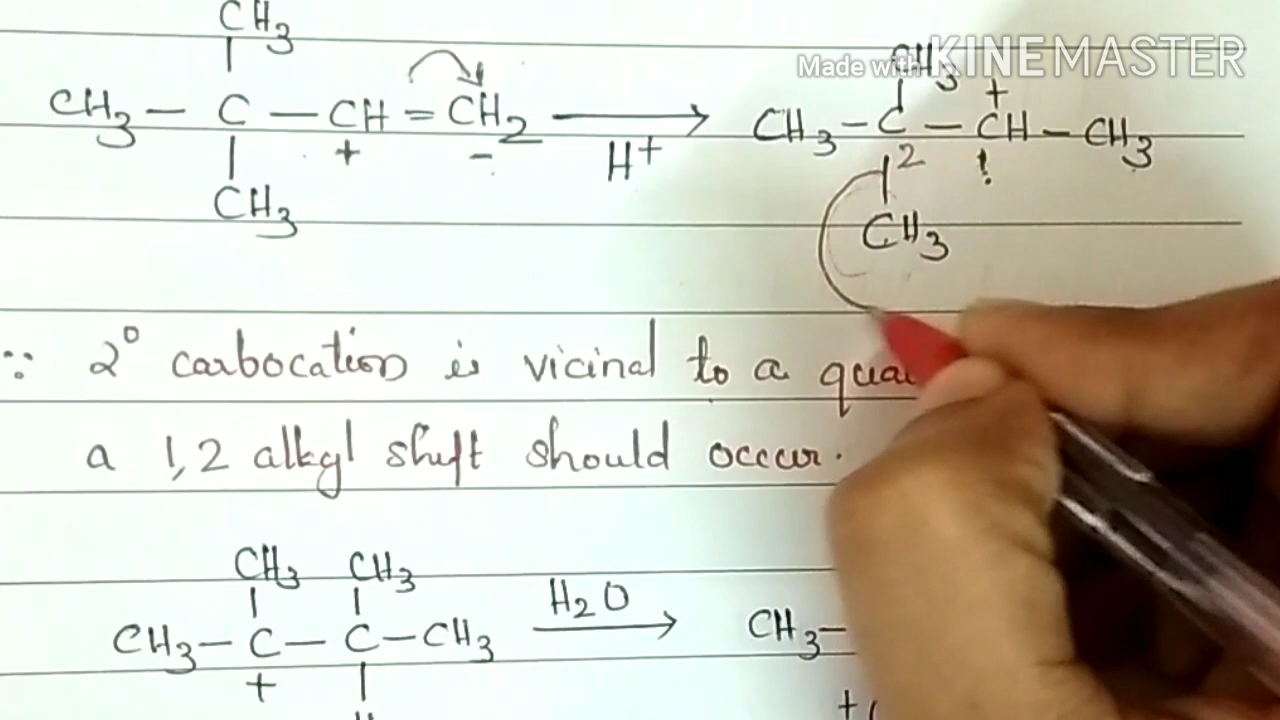 CH3 CH3
CH3 – C – CH = CH2 ⟶ CH3 – C – CH – CH3
+ - H+ + 2 1
CH3 CH3
Made with KINEMASTER
∵ 2° carbocation is vicinal to a
a 1,2 alkyl shift should occur.
CH3 CH3
CH3 – C – C – CH3 H2O ⟶ CH3 –
+ +